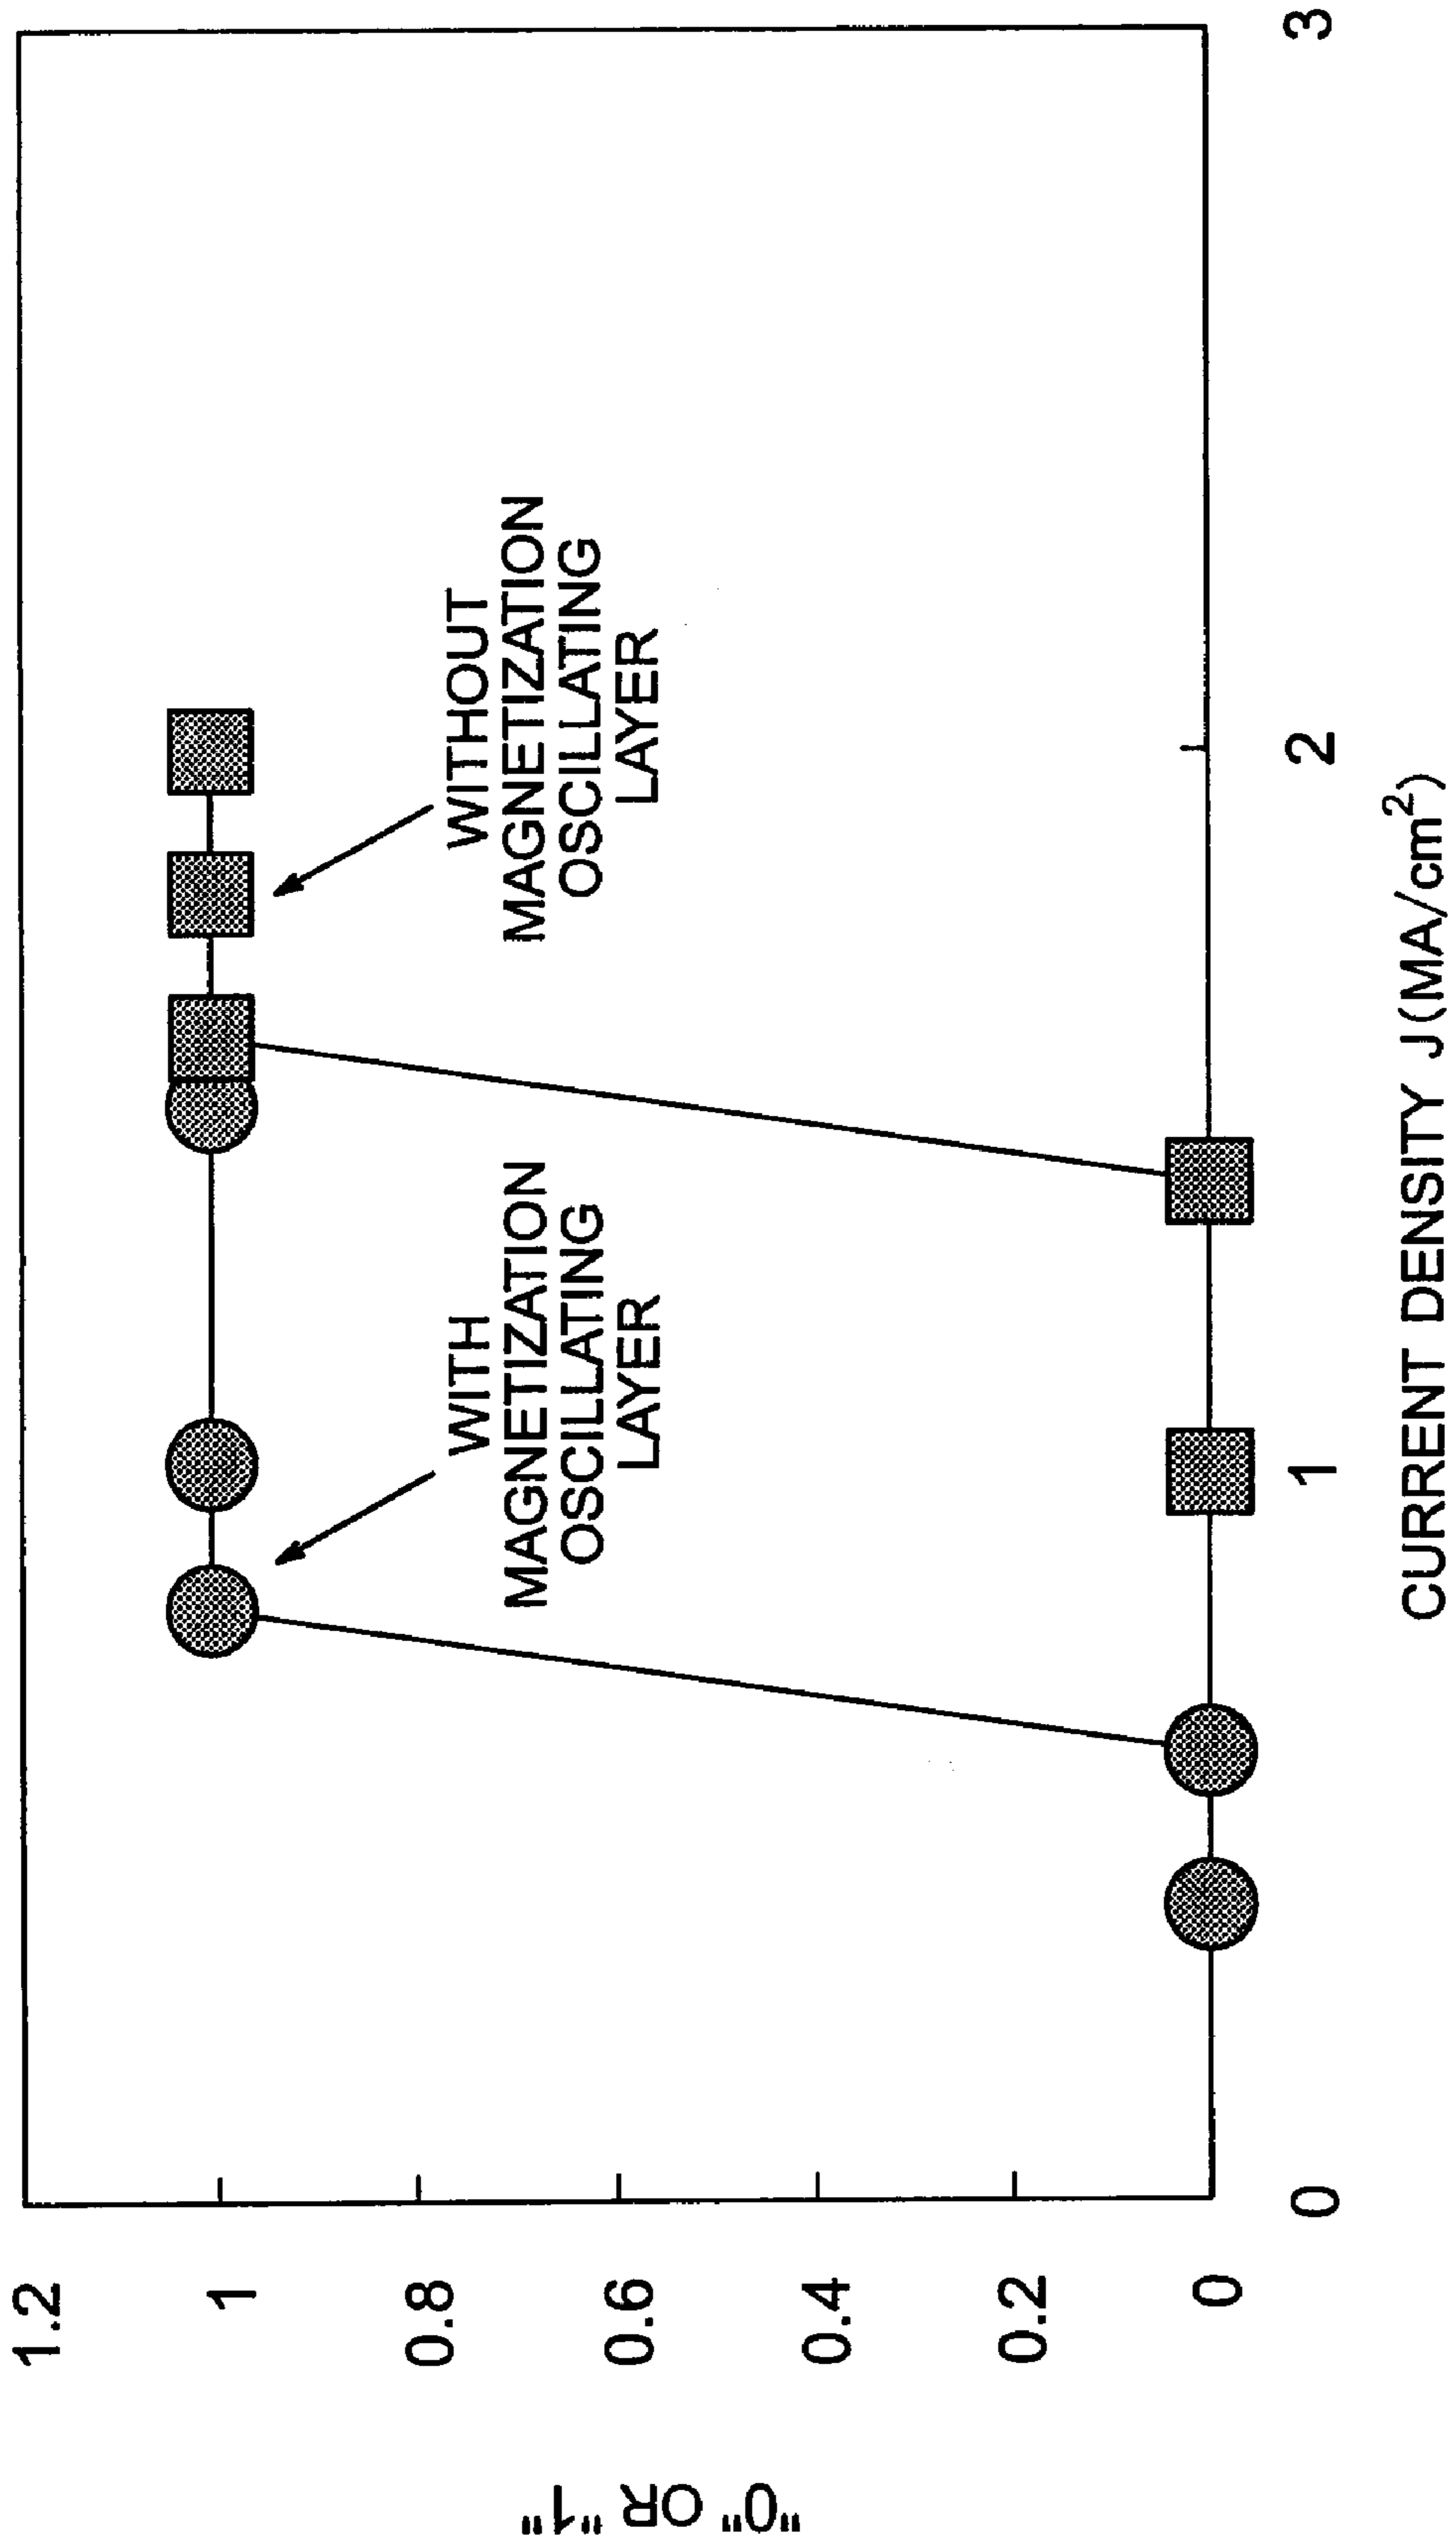 "0" OR "1"
1.2
1
0.8
0.6
0.4
0.2
0
WITH
MAGNETIZATION
OSCILLATING
LAYER
WITHOUT
MAGNETIZATION
OSCILLATING
LAYER
0
1
2
3
CURRENT DENSITY J (MA/cm²)